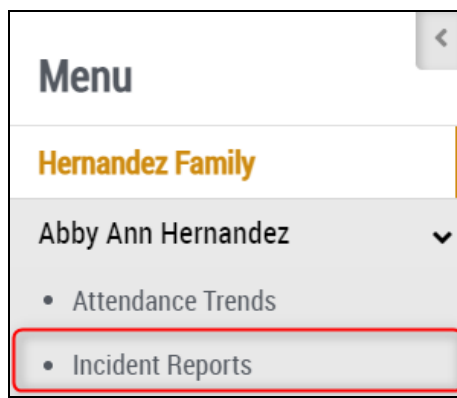 Menu
Hernandez Family
Abby Ann Hernandez
• Attendance Trends
• Incident Reports